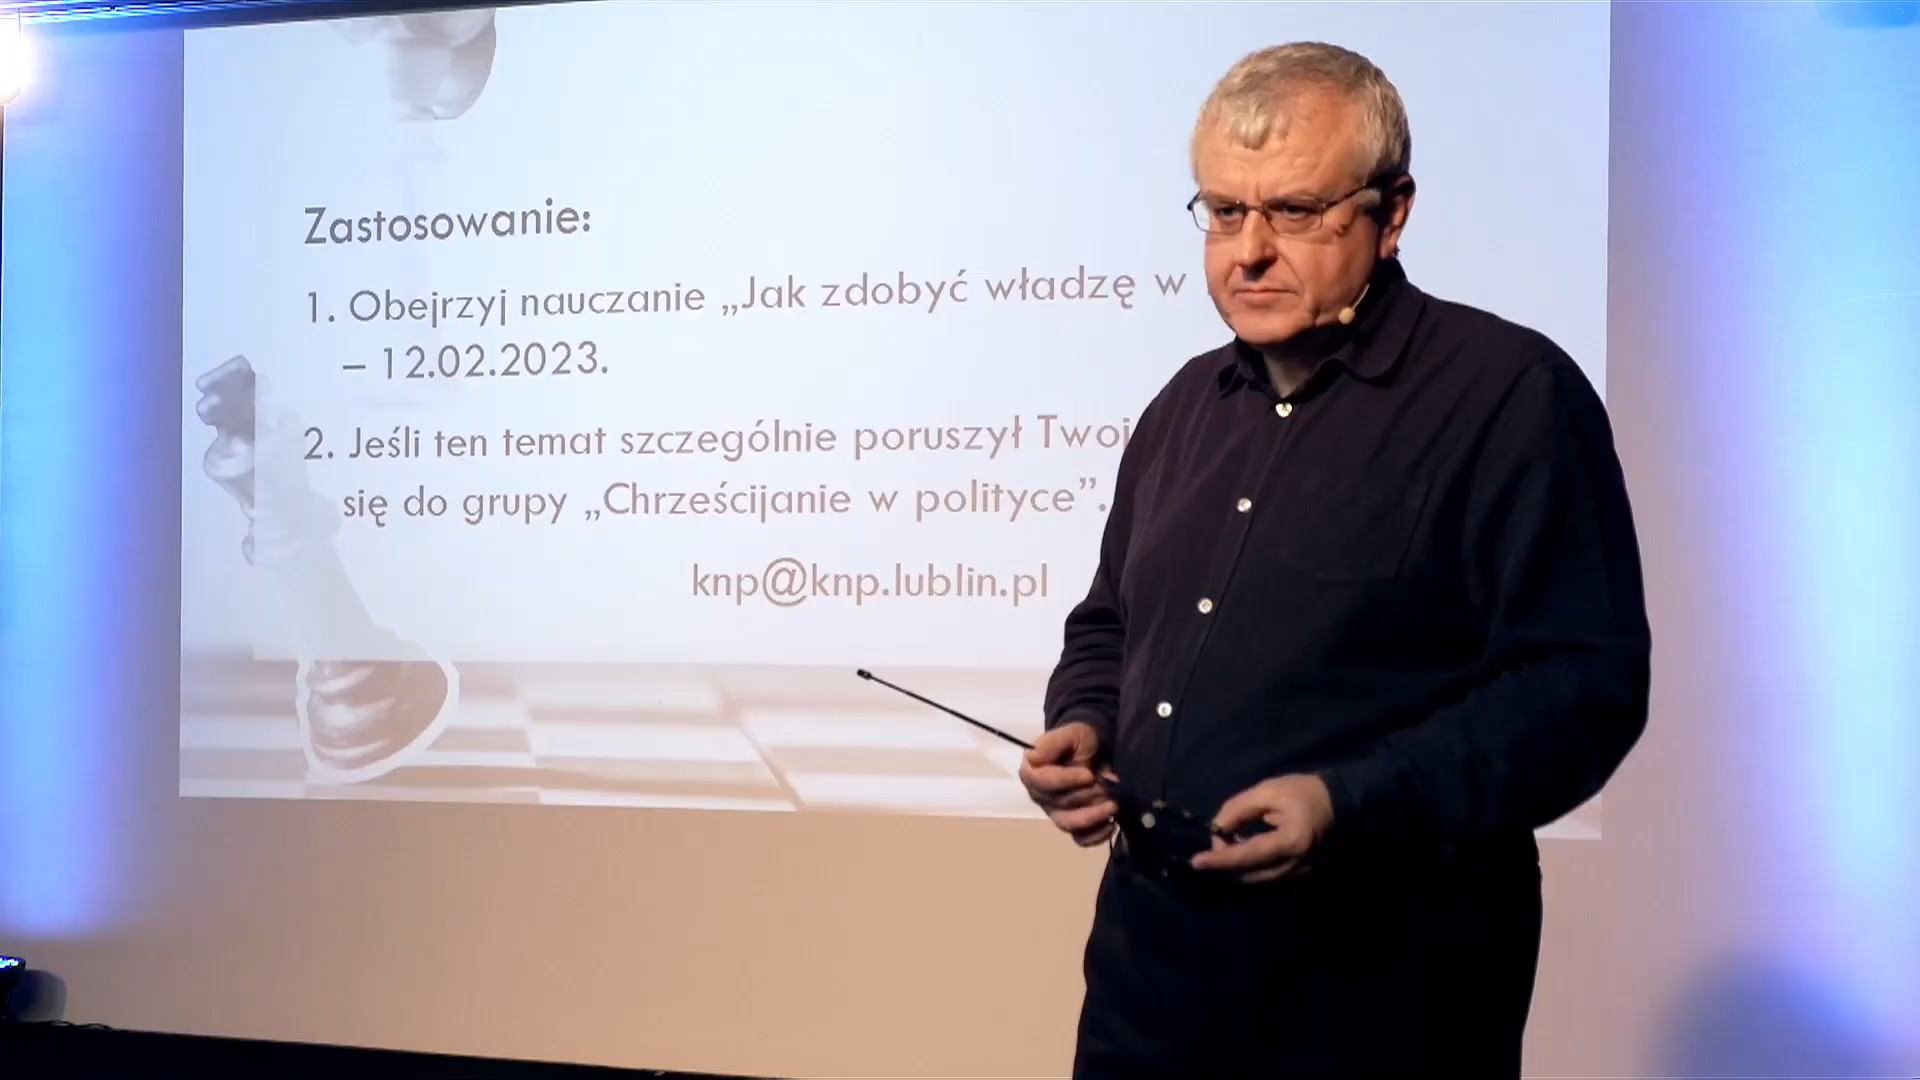 Zastosowanie:
1. Obejrzyj nauczanie „Jak zdobyć władzę w
– 12.02.2023.
2. Jeśli ten temat szczególnie poruszył
się do grupy „Chrześcijanie w polityce”.
knp@knp.lublin.pl